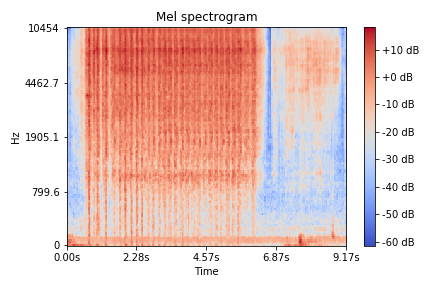 Mel spectrogram
10454
4462.7
1905.1
799.6
0
Hz
0.00s 2.28s 4.57s 6.87s 9.17s
Time
+10 dB
+0 dB
-10 dB
-20 dB
-30 dB
-40 dB
-50 dB
-60 dB